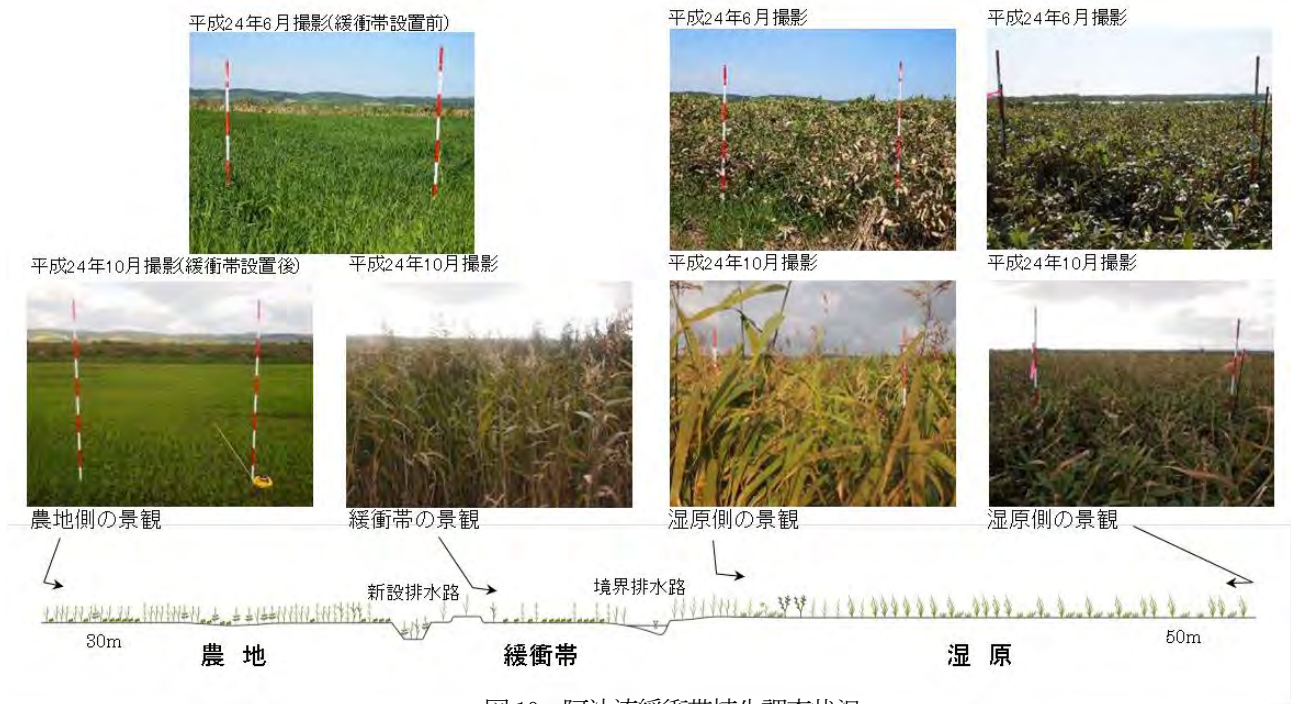 平成24年6月撮影(緩衝帯設置前)
平成24年6月撮影
平成24年6月撮影
平成24年10月撮影(緩衝帯設置後)
平成24年10月撮影
平成24年10月撮影
平成24年10月撮影
農地側の景観
緩衝帯の景観
湿原側の景観
湿原側の景観
新設排水路
境界排水路
30m
50m
農 地
緩衝帯
湿 原